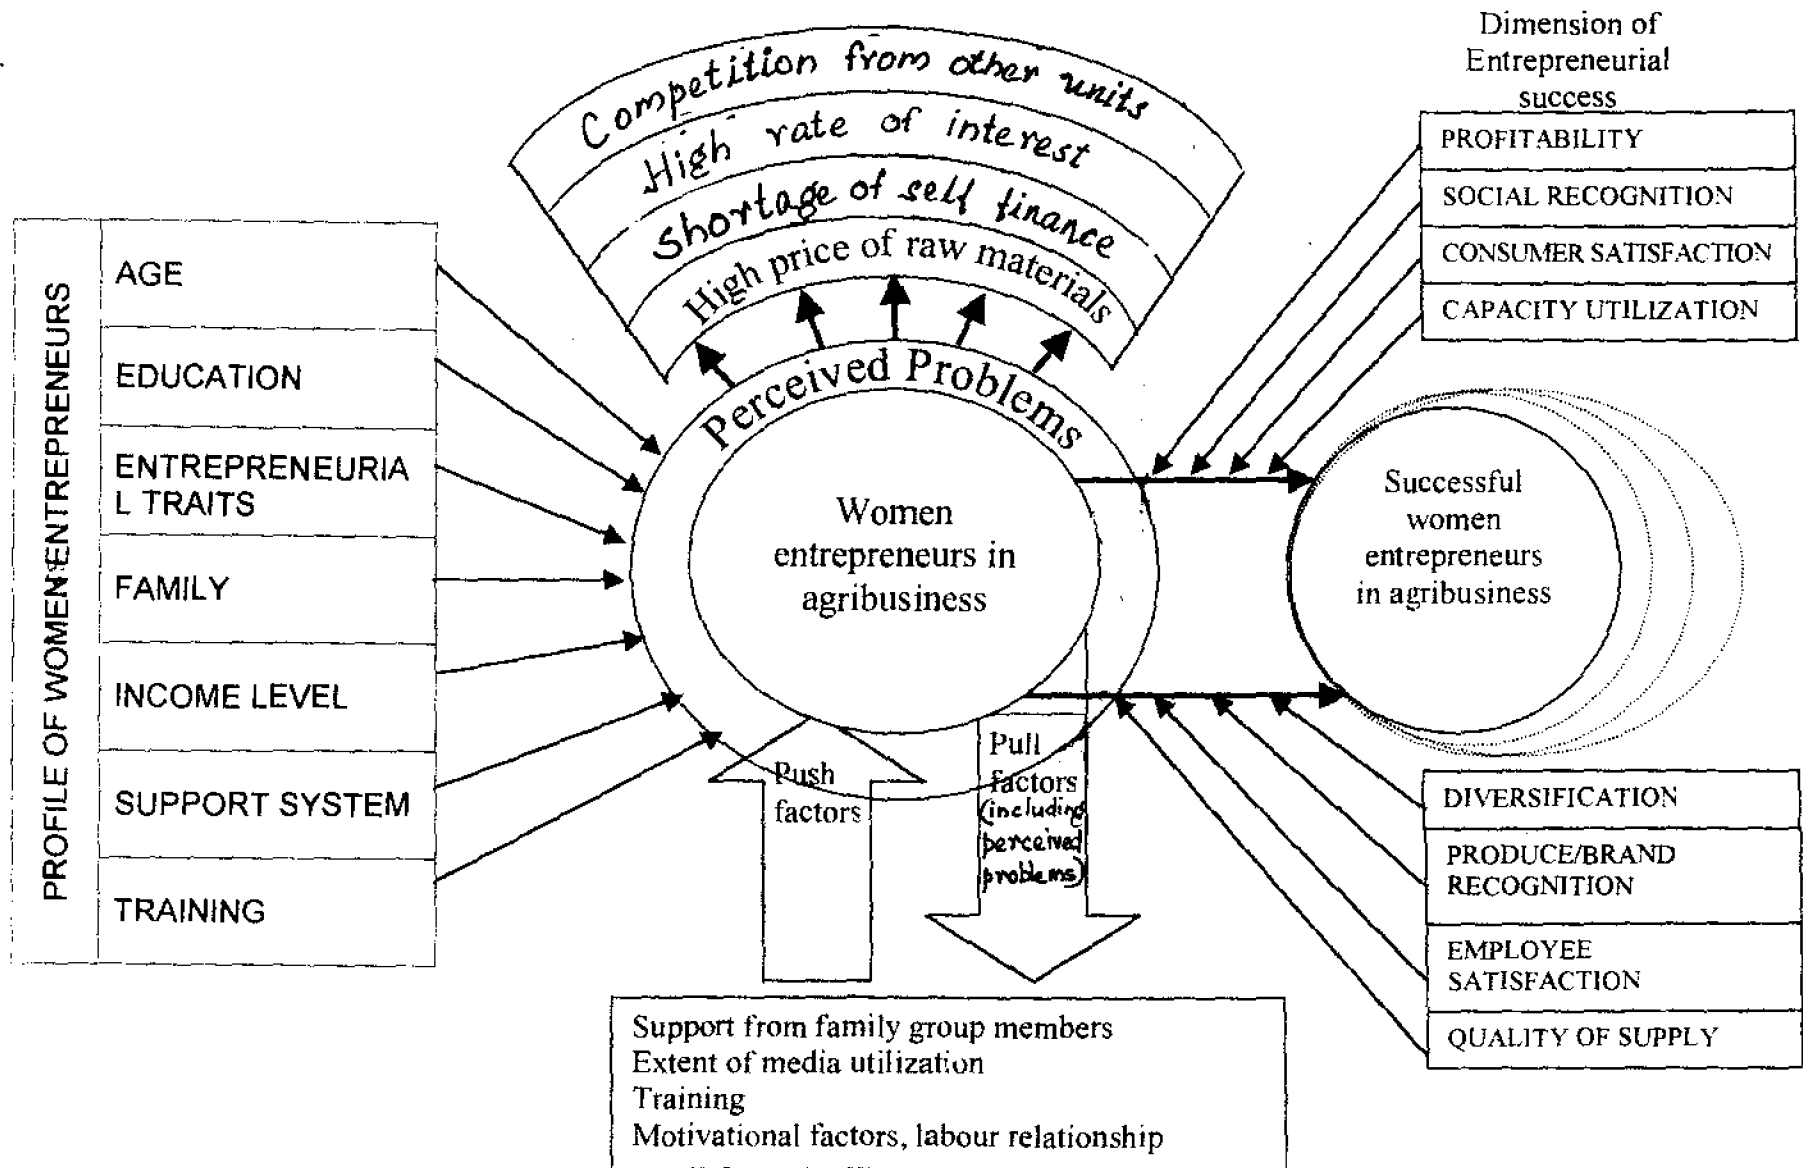 Dimension of
Entrepreneurial
success
Competition from other units
High rate of interest
Shortage of self finance
High price of raw materials
Perceived Problems
PROFITABILITY
SOCIAL RECOGNITION
CONSUMER SATISFACTION
CAPACITY UTILIZATION
PROFILE OF WOMEN ENTREPRENEURS
AGE
EDUCATION
ENTREPRENEURIA
L TRAITS
FAMILY
INCOME LEVEL
SUPPORT SYSTEM
TRAINING
Women
entrepreneurs in
agribusiness
Successful
women
entrepreneurs
in agribusiness
Push
factors
Pull
factors
(including
perceived
problems)
DIVERSIFICATION
PRODUCE/BRAND
RECOGNITION
EMPLOYEE
SATISFACTION
QUALITY OF SUPPLY
Support from family group members
Extent of media utilization
Training
Motivational factors, labour relationship